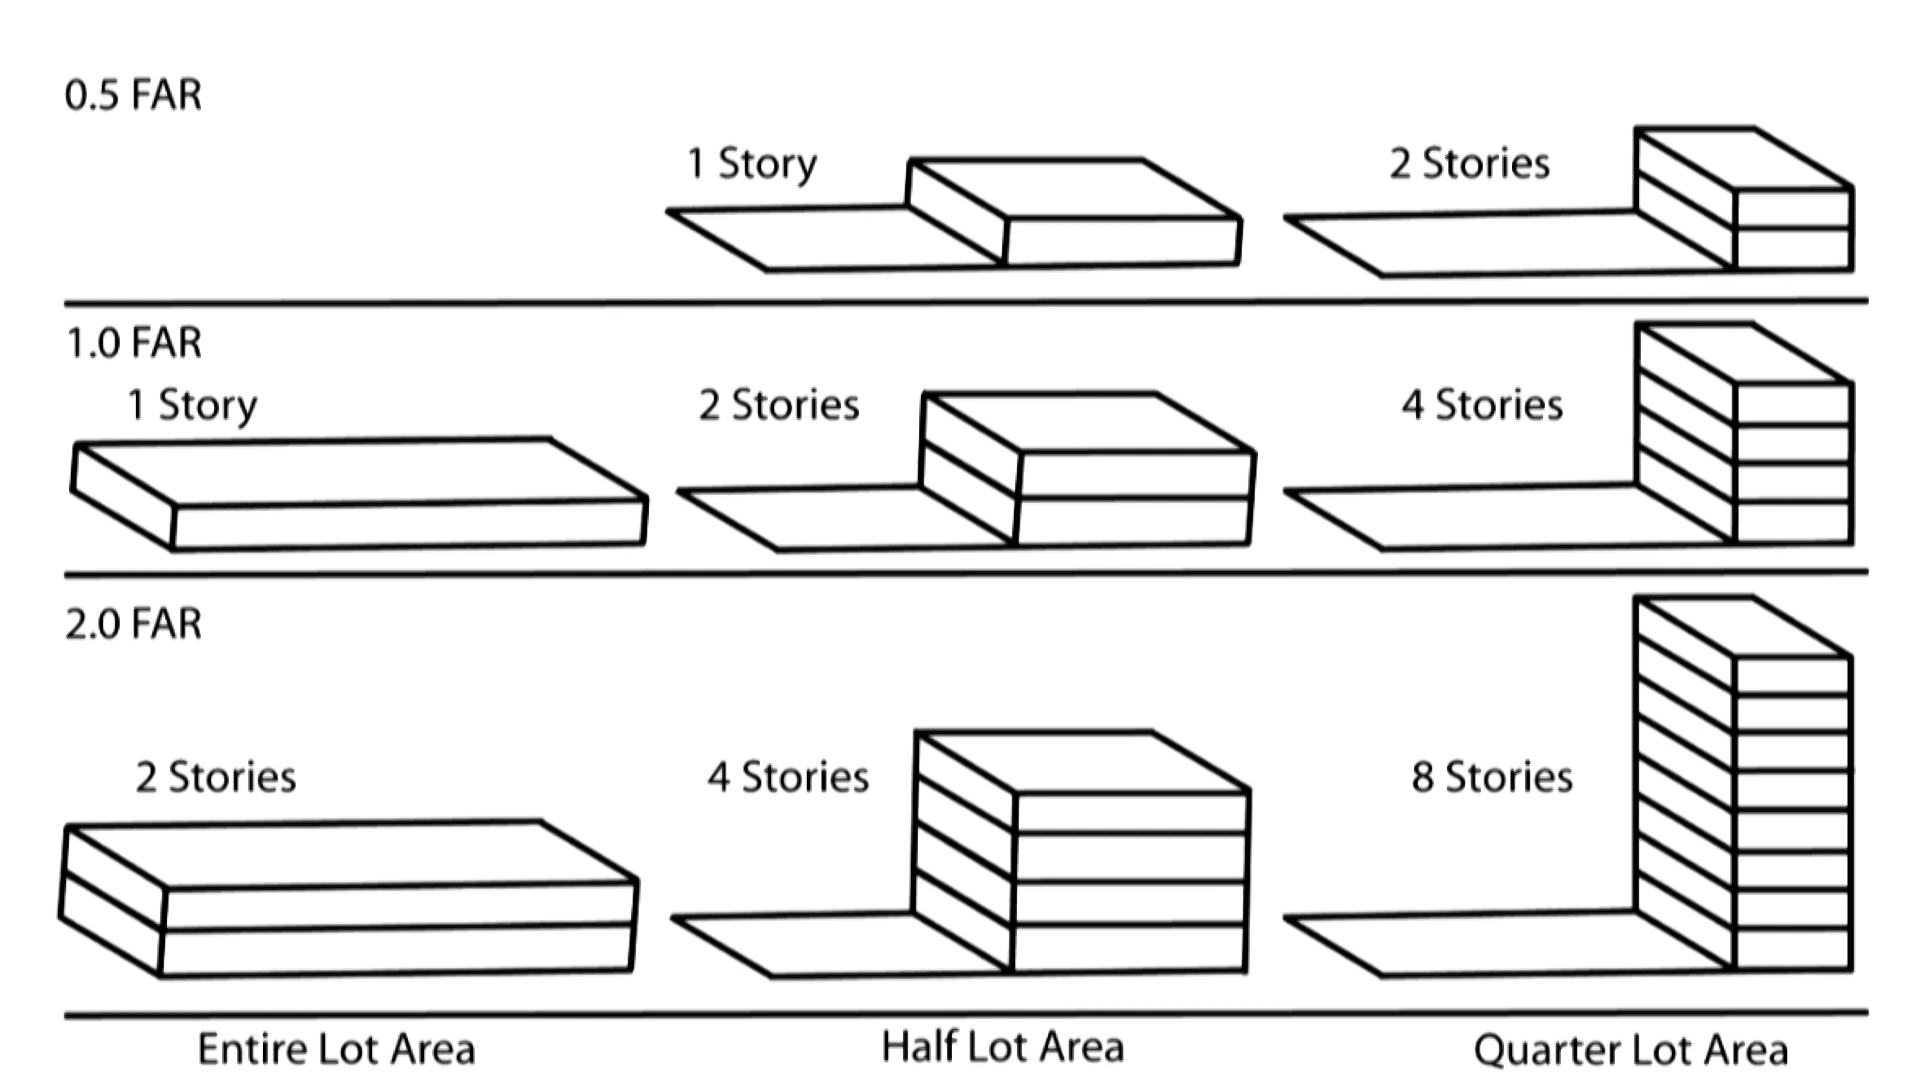 0.5 FAR
1 Story
2 Stories
1.0 FAR
1 Story
2 Stories
4 Stories
2.0 FAR
2 Stories
4 Stories
8 Stories
Entire Lot Area
Half Lot Area
Quarter Lot Area